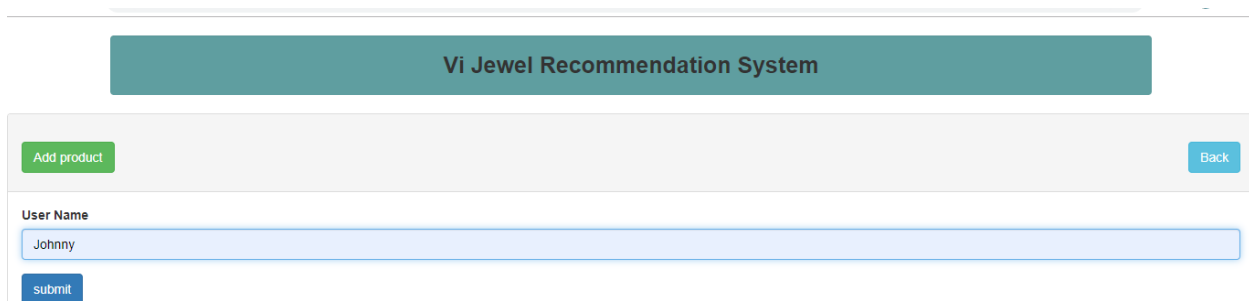 Vi Jewel Recommendation System
Add product
Back
User Name
Johnny
submit